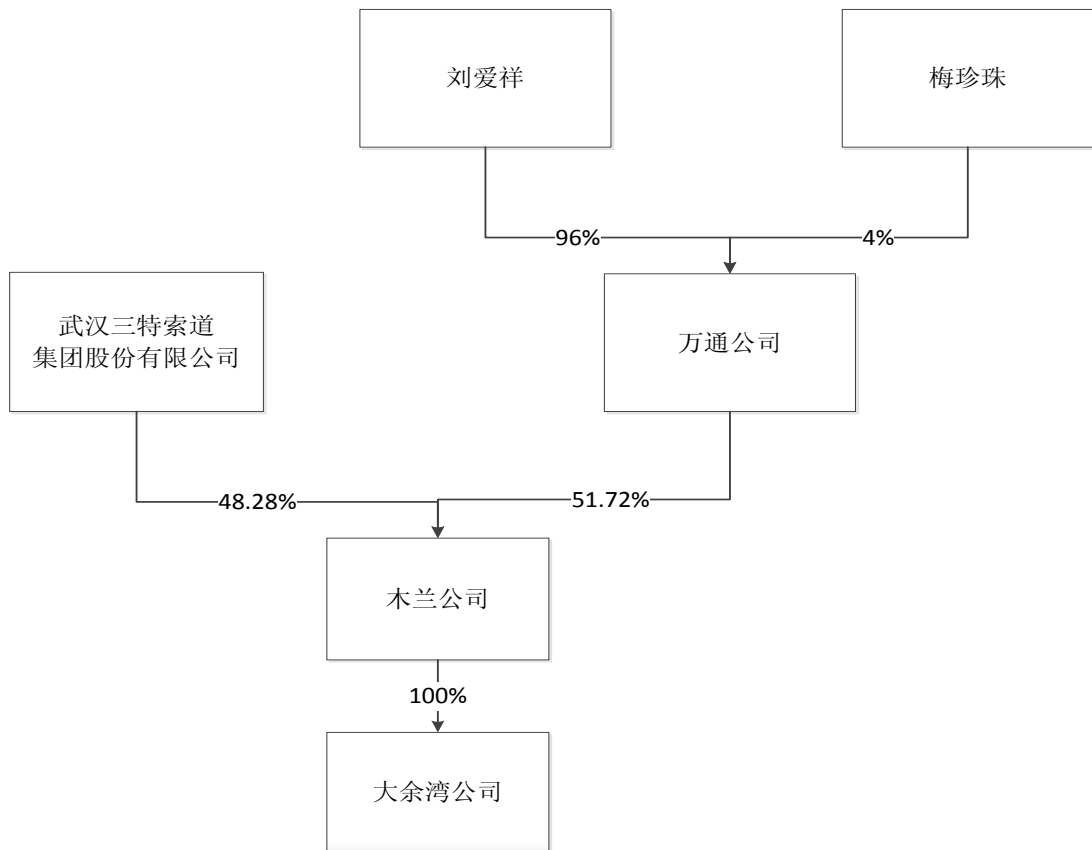 刘爱祥
梅珍珠
96%
4%
武汉三特索道
集团股份有限公司
万通公司
48.28%
51.72%
木兰公司
100%
大余湾公司